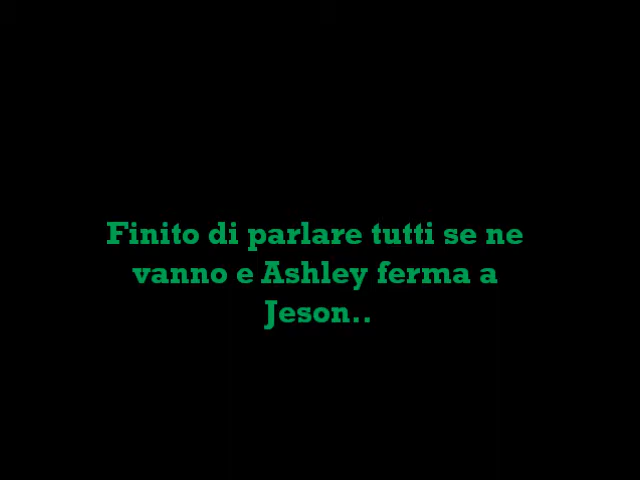 Finito di parlare tutti se ne
vanno e Ashley ferma a
Jeson..